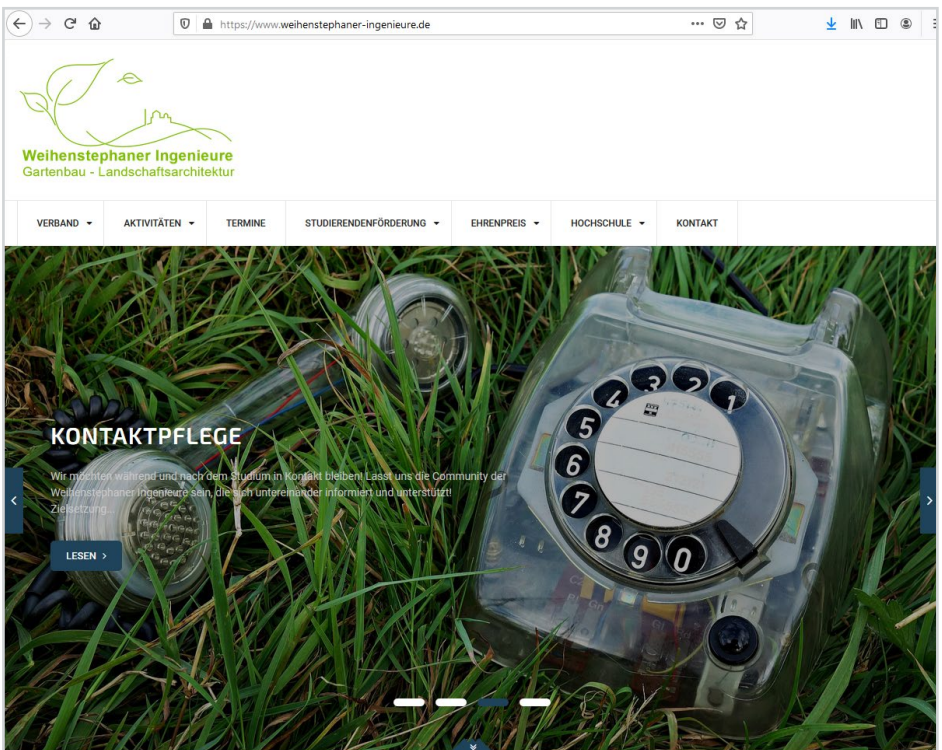 https://www.weihenstephaner-ingenieure.de
Weihenstephaner Ingenieure
Gartenbau - Landschaftsarchitektur
VERBAND AKTIVITÄTEN TERMINE STUDIERENDENFÖRDERUNG EHRENPREIS HOCHSCHULE KONTAKT
1
2
3
4
5
6
7
8
9
0
KONTAKTPFLEGE
Wir möchten während und nach dem Studium in Kontakt bleiben! Lasst uns die Community der
Weihenstephaner Ingenieure sein, die sich untereinander informiert und unterstützt!
Zielsetzung...
LESEN